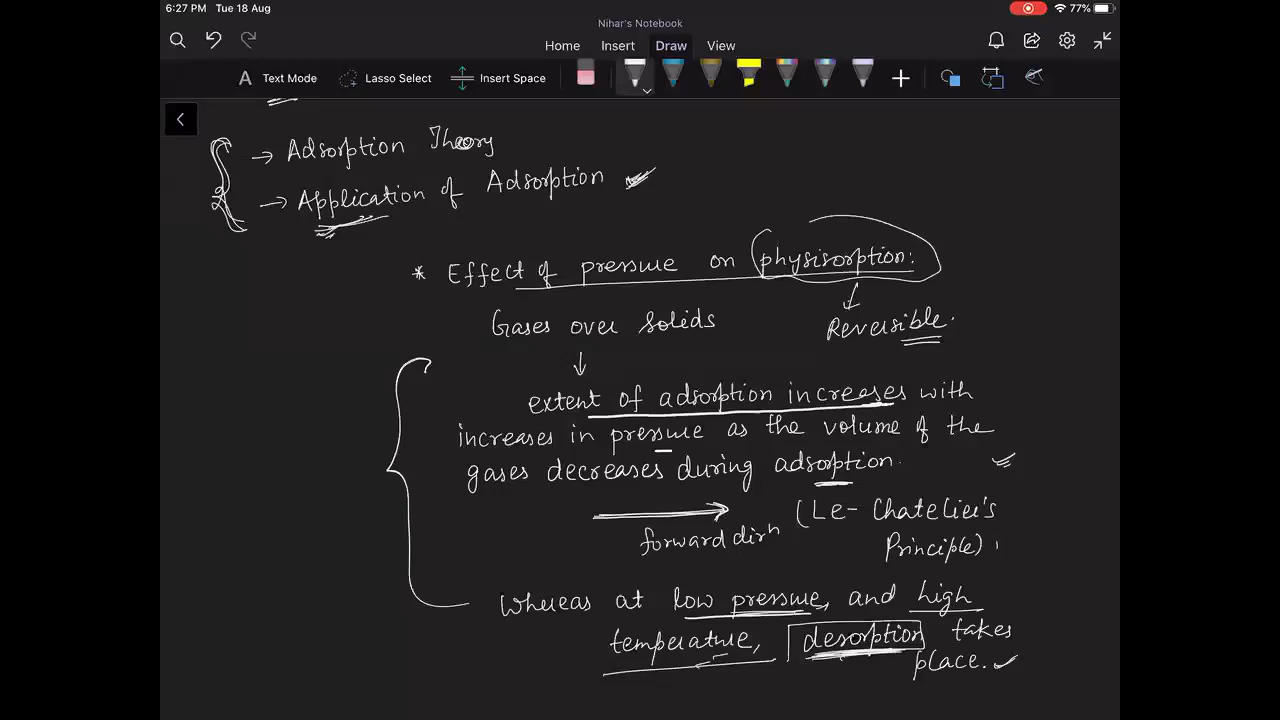 6:27 PM Tue 18 Aug
77%
Nihar's Notebook
Home Insert Draw View
Text Mode Lasso Select Insert Space
→ Adsorption Theory
→ Application of Adsorption
* Effect of pressure on physisorption:
Gases over solids
Reversible.
extent of adsorption increases with
increases in pressure as the volume of the
gases decreases during adsorption.
(Le-Chatelier's
forward dirn
Principle)
Whereas at low pressure, and high
temperature, desorption takes
place.